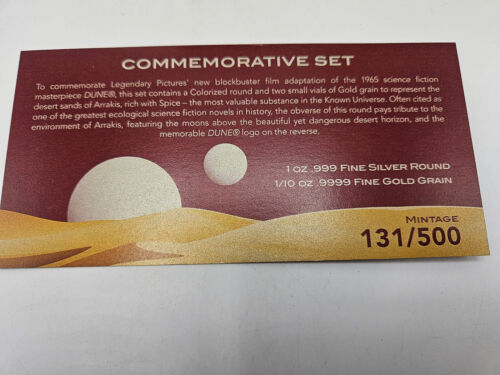 COMMEMORATIVE SET
To commemorate Legendary Pictures' new blockbuster film adaptation of the 1965 science fiction
masterpiece DUNE®, this set contains a Colorized round and two small vials of Gold grain to represent the
desert sands of Arrakis, rich with Spice – the most valuable substance in the Known Universe. Often cited as
one of the greatest ecological science fiction novels in history, the obverse of this round pays tribute to the
environment of Arrakis, featuring the moons above the beautiful yet dangerous desert horizon, and the
memorable DUNE® logo on the reverse.
1 OZ .999 FINE SILVER ROUND
1/10 OZ .9999 FINE GOLD GRAIN
MINTAGE
131/500